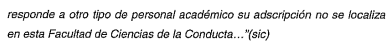 responde a otro tipo de personal académico su adscripción no se localiza
en esta Facultad de Ciencias de la Conducta…"(sic)